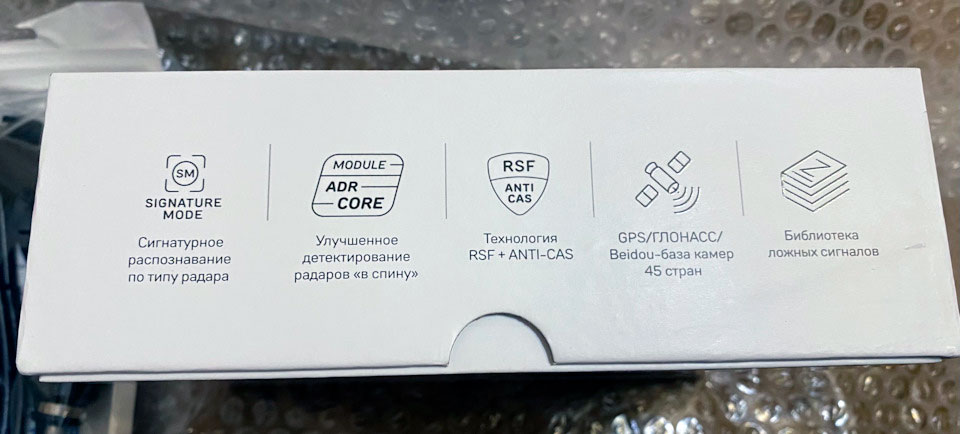 SM
SIGNATURE
MODE
Сигнатурное
распознавание
по типу радара
MODULE
ADR
CORE
Улучшенное
детектирование
радаров «в спину»
RSF
ANTI
CAS
Технология
RSF + ANTI-CAS
GPS/ГЛОНАСС/
Beidou-база камер
45 стран
Библиотека
ложных сигналов